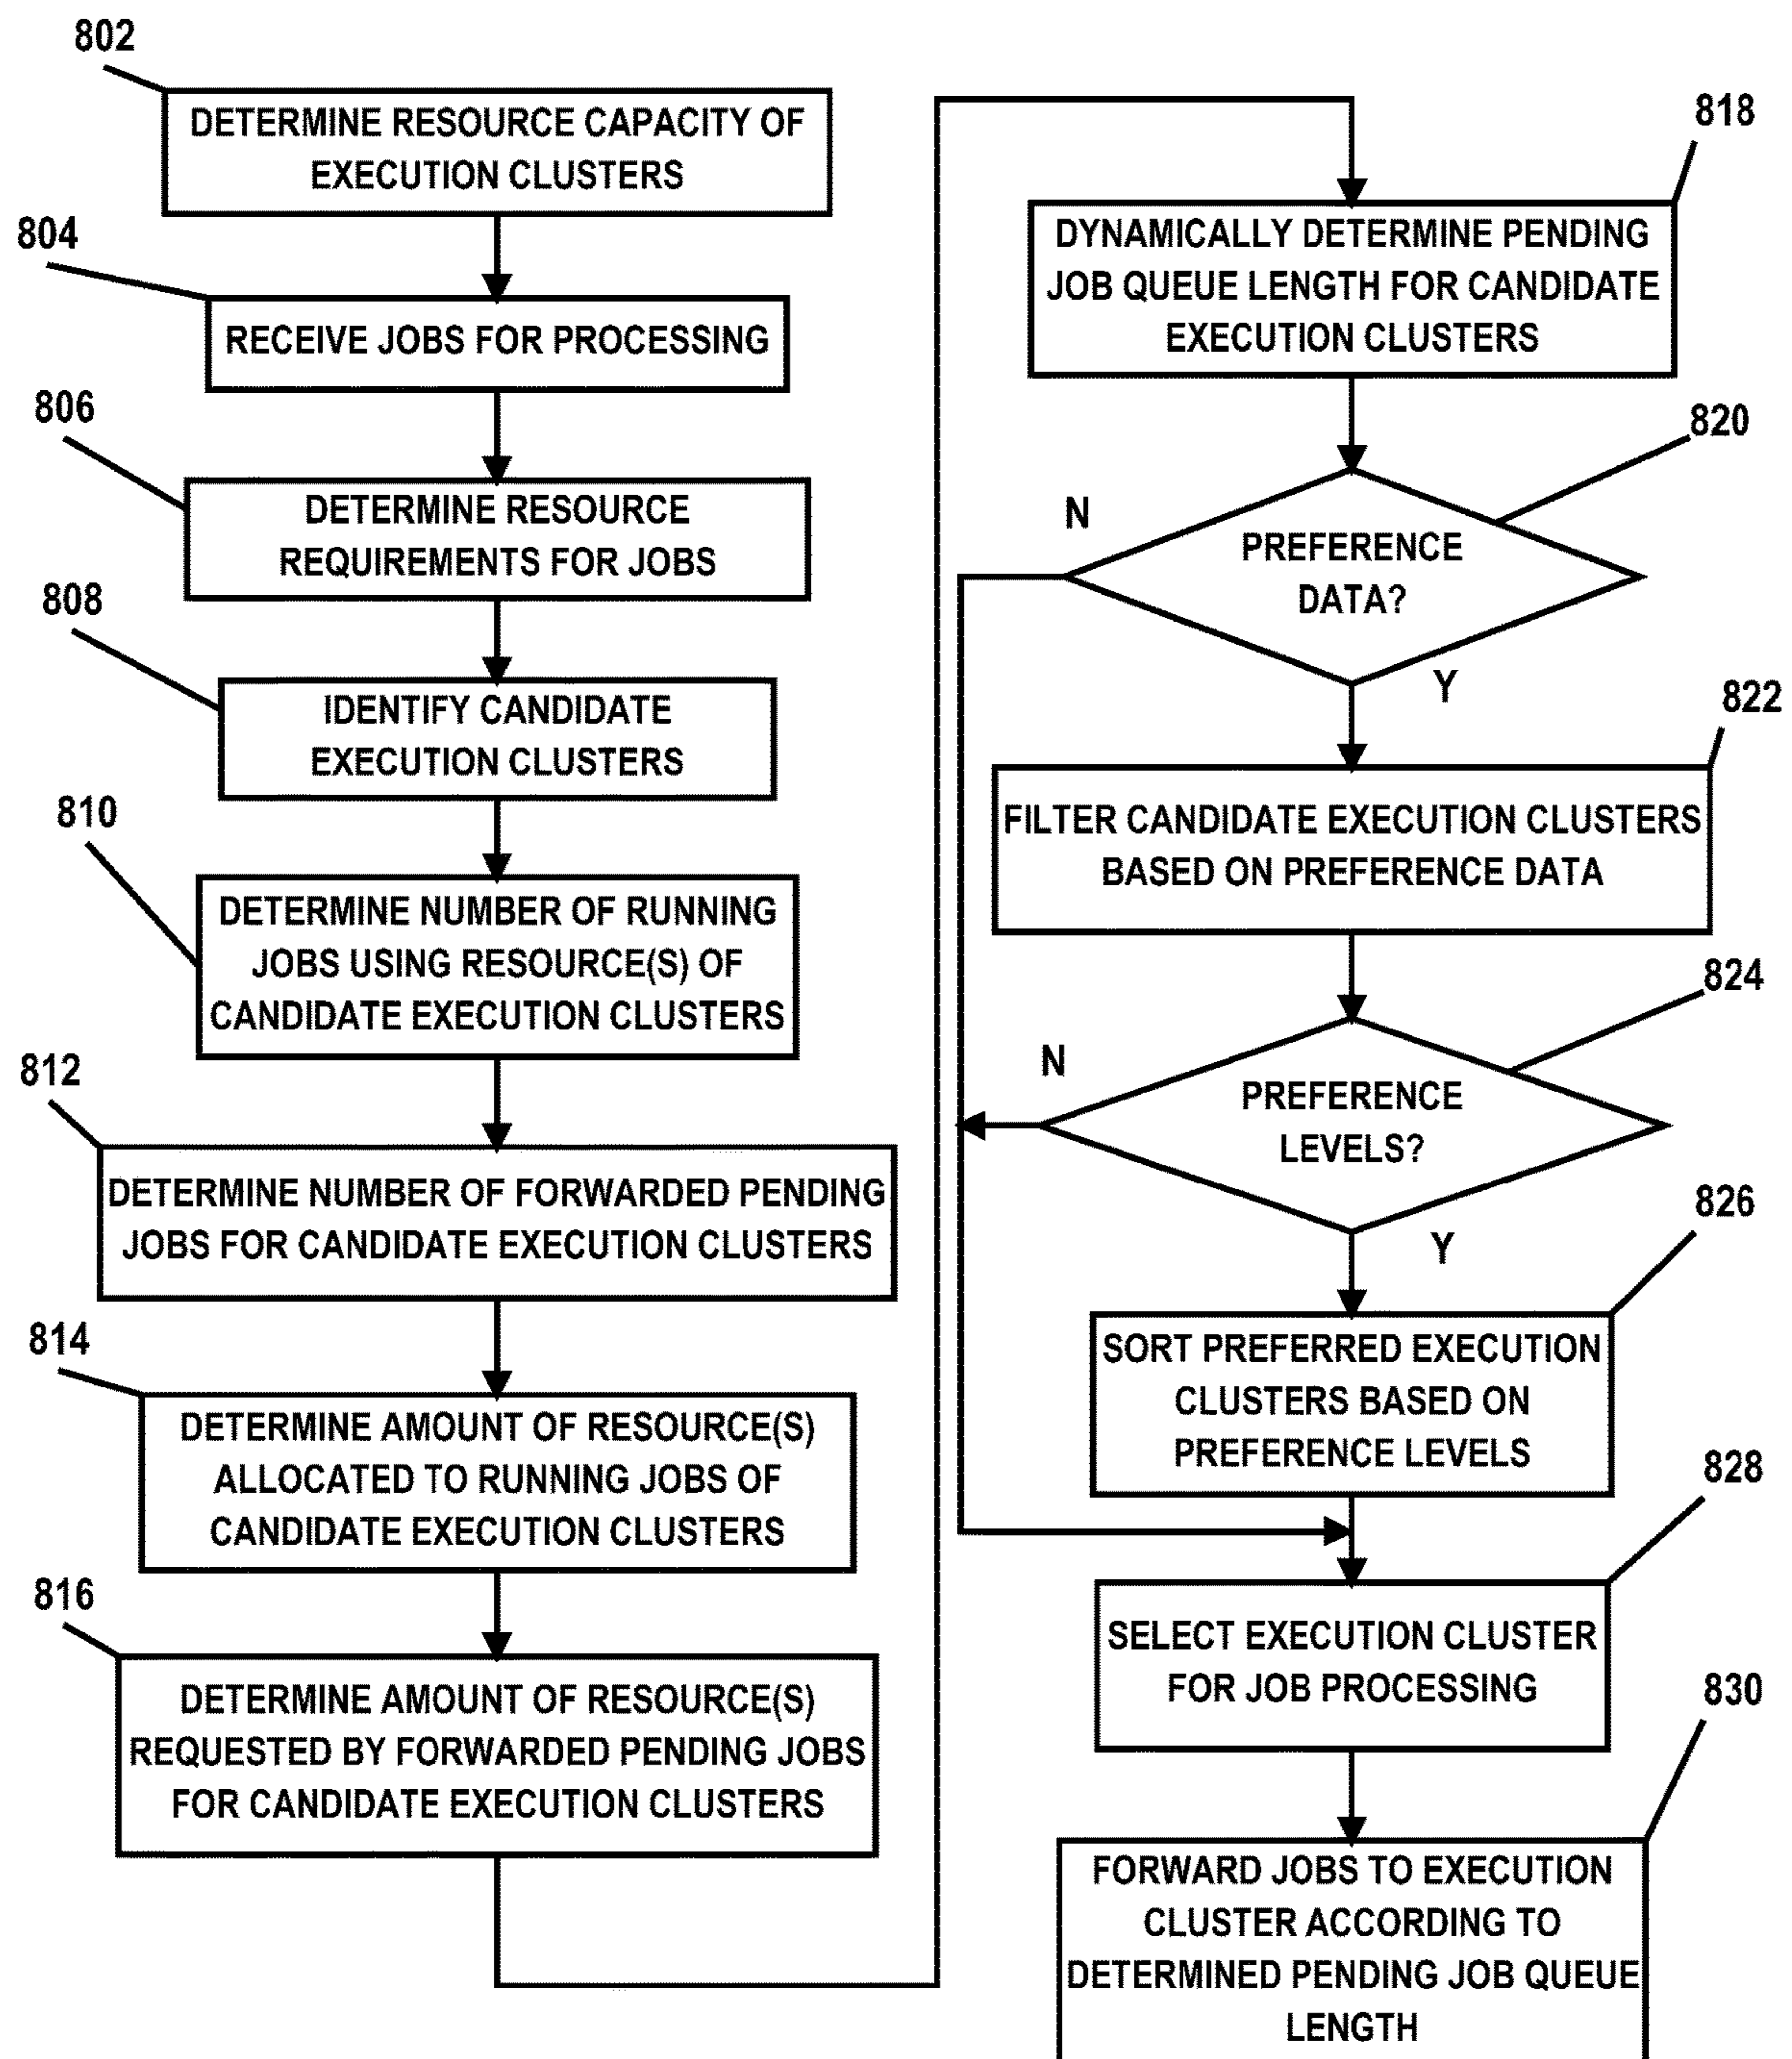 802
DETERMINE RESOURCE CAPACITY OF
EXECUTION CLUSTERS
804
RECEIVE JOBS FOR PROCESSING
806
DETERMINE RESOURCE
REQUIREMENTS FOR JOBS
808
IDENTIFY CANDIDATE
EXECUTION CLUSTERS
810
DETERMINE NUMBER OF RUNNING
JOBS USING RESOURCE(S) OF
CANDIDATE EXECUTION CLUSTERS
812
DETERMINE NUMBER OF FORWARDED PENDING
JOBS FOR CANDIDATE EXECUTION CLUSTERS
814
DETERMINE AMOUNT OF RESOURCE(S)
ALLOCATED TO RUNNING JOBS OF
CANDIDATE EXECUTION CLUSTERS
816
DETERMINE AMOUNT OF RESOURCE(S)
REQUESTED BY FORWARDED PENDING JOBS
FOR CANDIDATE EXECUTION CLUSTERS
818
DYNAMICALLY DETERMINE PENDING
JOB QUEUE LENGTH FOR CANDIDATE
EXECUTION CLUSTERS
820
N
PREFERENCE
DATA?
Y
822
FILTER CANDIDATE EXECUTION CLUSTERS
BASED ON PREFERENCE DATA
824
N
PREFERENCE
LEVELS?
Y
826
SORT PREFERRED EXECUTION
CLUSTERS BASED ON
PREFERENCE LEVELS
828
SELECT EXECUTION CLUSTER
FOR JOB PROCESSING
830
FORWARD JOBS TO EXECUTION
CLUSTER ACCORDING TO
DETERMINED PENDING JOB QUEUE
LENGTH